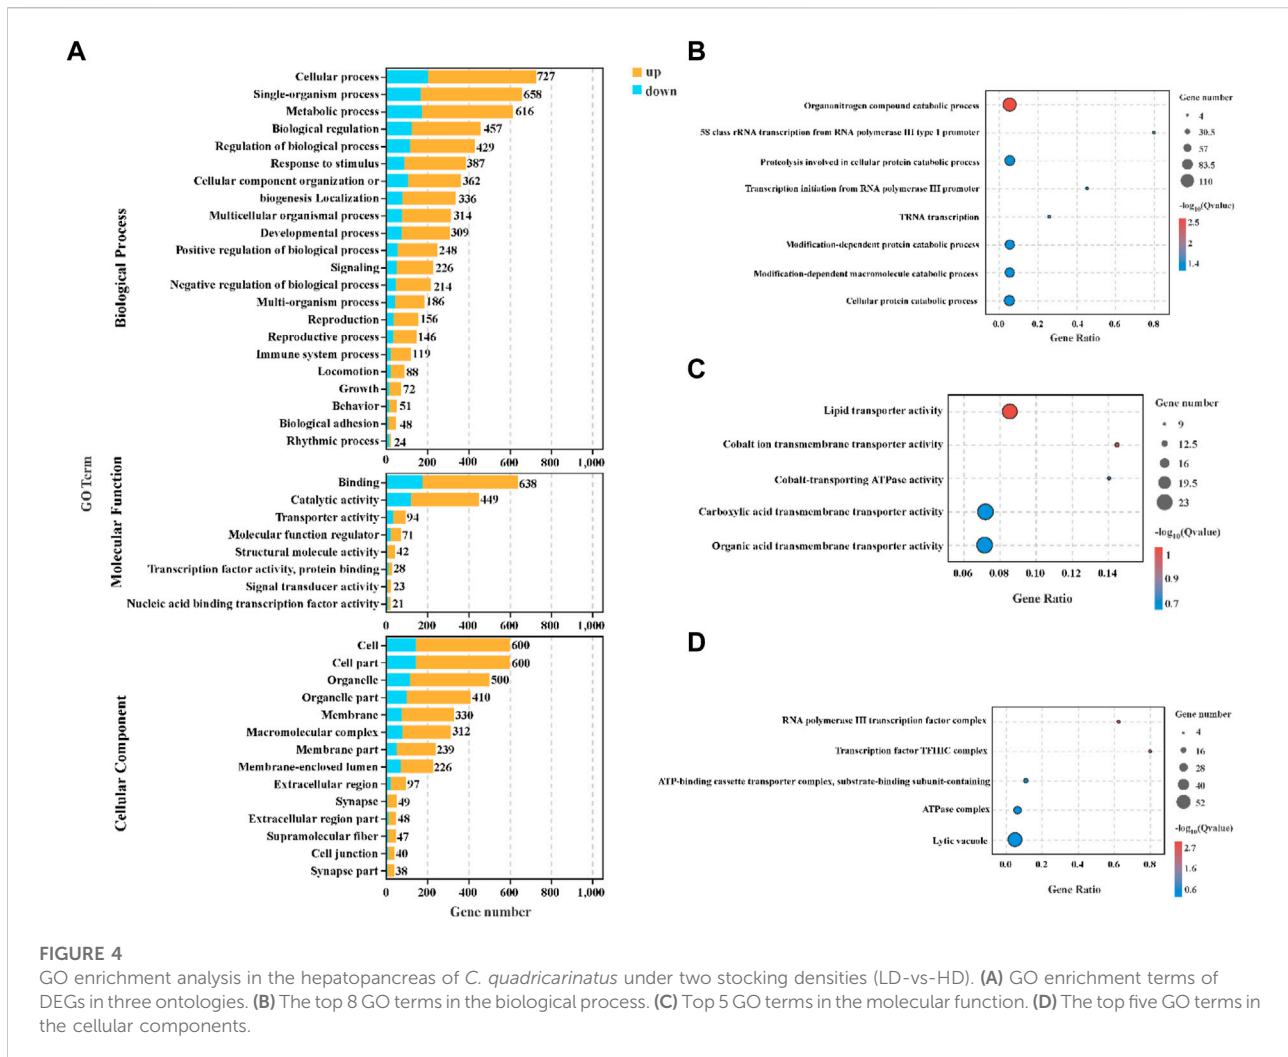 A
Cellular process 727
Single-organism process 658
Metabolic process 616
Biological regulation 457
Regulation of biological process 429
Response to stimulus 387
Cellular component organization or 362
biogenesis Localization 336
Multicellular organismal process 314
Developmental process 309
Positive regulation of biological process 248
Signaling 226
Negative regulation of biological process 214
Multi-organism process 186
Reproduction 156
Reproductive process 146
Immune system process 119
Locomotion 88
Growth 72
Behavior 51
Biological adhesion 48
Rhythmic process 24
0 200 400 600 800 1,000
Biological Process
up
down
GO Term
Binding 638
Catalytic activity 449
Transporter activity 94
Molecular function regulator 71
Structural molecule activity 42
Transcription factor activity, protein binding 28
Signal transducer activity 23
Nucleic acid binding transcription factor activity 21
0 200 400 600 800 1,000
Molecular Function
Cell 600
Cell part 600
Organelle 500
Organelle part 410
Membrane 330
Macromolecular complex 312
Membrane part 239
Membrane-enclosed lumen 226
Extracellular region 97
Synapse 49
Extracellular region part 48
Supramolecular fiber 47
Cell junction 40
Synapse part 38
0 200 400 600 800 1,000
Gene number
Cellular Component
B
Organonitrogen compound catabolic process
5S class rRNA transcription from RNA polymerase III type 1 promoter
Proteolysis involved in cellular protein catabolic process
Transcription initiation from RNA polymerase III promoter
TRNA transcription
Modification-dependent protein catabolic process
Modification-dependent macromolecule catabolic process
Cellular protein catabolic process
0.0 0.2 0.4 0.6 0.8
Gene Ratio
Gene number
4
30.5
57
83.5
110
-log10(Qvalue)
2.5
2
1.4
C
Lipid transporter activity
Cobalt ion transmembrane transporter activity
Cobalt-transporting ATPase activity
Carboxylic acid transmembrane transporter activity
Organic acid transmembrane transporter activity
0.06 0.08 0.10 0.12 0.14
Gene Ratio
Gene number
9
12.5
16
19.5
23
-log10(Qvalue)
1
0.9
0.7
D
RNA polymerase III transcription factor complex
Transcription factor TFIIIC complex
ATP-binding cassette transporter complex, substrate-binding subunit-containing
ATPase complex
Lytic vacuole
0.0 0.2 0.4 0.6 0.8
Gene Ratio
Gene number
4
16
28
40
52
-log10(Qvalue)
2.7
1.6
0.6
FIGURE 4
GO enrichment analysis in the hepatopancreas of C. quadricarinatus under two stocking densities (LD-vs-HD). (A) GO enrichment terms of
DEGs in three ontologies. (B) The top 8 GO terms in the biological process. (C) Top 5 GO terms in the molecular function. (D) The top five GO terms in
the cellular components.